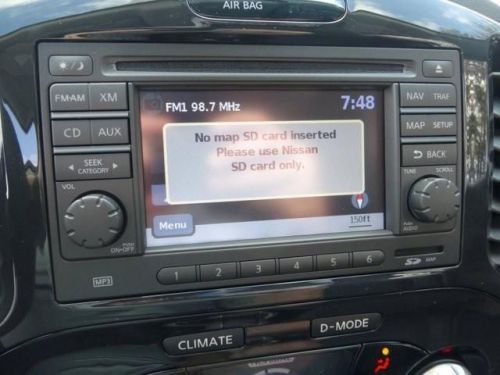 AIR BAG
FM1 98.7 MHz
7:48
No map SD card inserted
Please use Nissan
SD card only.
Menu
150ft
FM•AM
XM
CD
AUX
SEEK
CATEGORY
VOL
PUSH
ON•OFF
MP3
NAV
TRAF
MAP
SETUP
BACK
TUNE
SCROLL
AUDIO
SD
MAP
1
2
3
4
5
6
CLIMATE
D-MODE